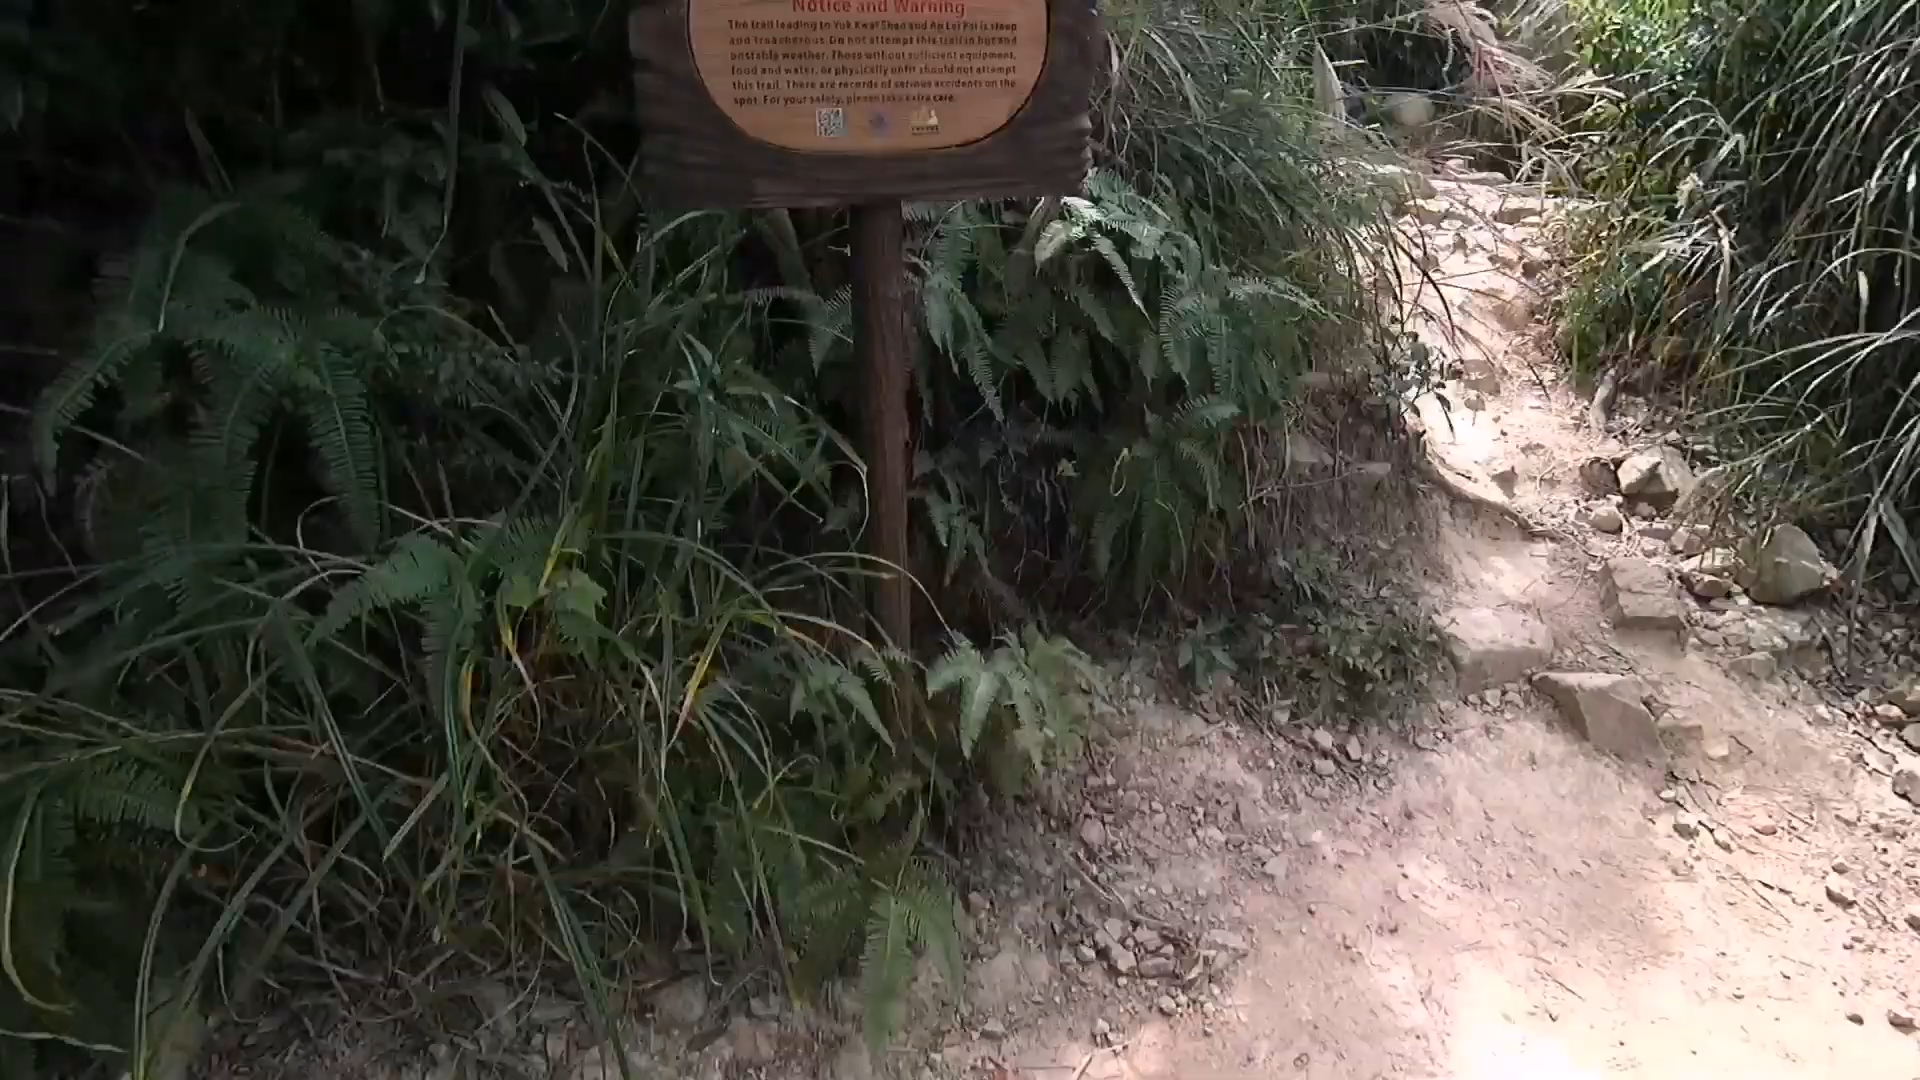 Notice and Warning
The trail leading to Yuk Kwai Shan and Ap Lei Pai is steep
and treacherous. Do not attempt this trail in hot and
unstable weather. Those without sufficient equipment,
food and water, or physically unfit should not attempt
this trail. There are records of serious accidents on the
spot. For your safety, please take extra care.